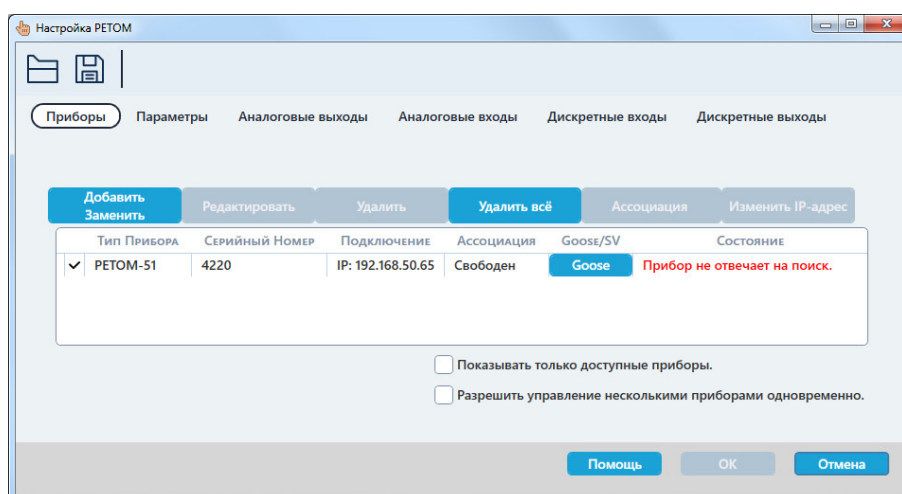 Настройка РЕТОМ
Приборы Параметры Аналоговые выходы Аналоговые входы Дискретные входы Дискретные выходы
Добавить
Заменить
Редактировать Удалить Удалить всё Ассоциация Изменить IP-адрес
Тип Прибора Серийный Номер Подключение Ассоциация Goose/SV Состояние
РЕТОМ-51 4220 IP: 192.168.50.65 Свободен Goose Прибор не отвечает на поиск.
Показывать только доступные приборы.
Разрешить управление несколькими приборами одновременно.
Помощь ОК Отмена